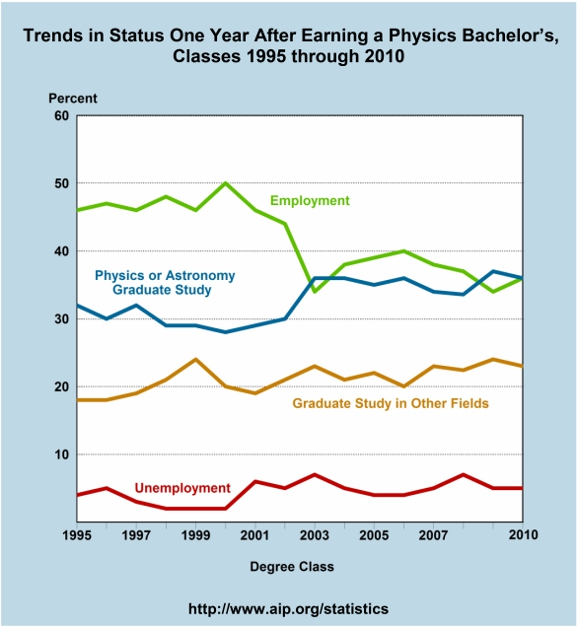 Trends in Status One Year After Earning a Physics Bachelor's,
Classes 1995 through 2010
Percent
60
50
Employment
40
Physics or Astronomy
Graduate Study
30
20
Graduate Study in Other Fields
10
Unemployment
1995 1997 1999 2001 2003 2005 2007 2010
Degree Class
http://www.aip.org/statistics